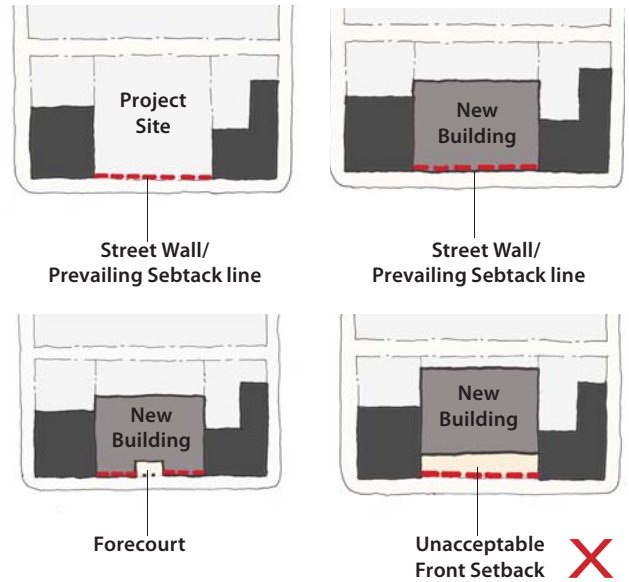 Project
Site
New
Building
Street Wall/
Prevailing Sebtack line
Street Wall/
Prevailing Sebtack line
New
Building
New
Building
Forecourt
Unacceptable
Front Setback